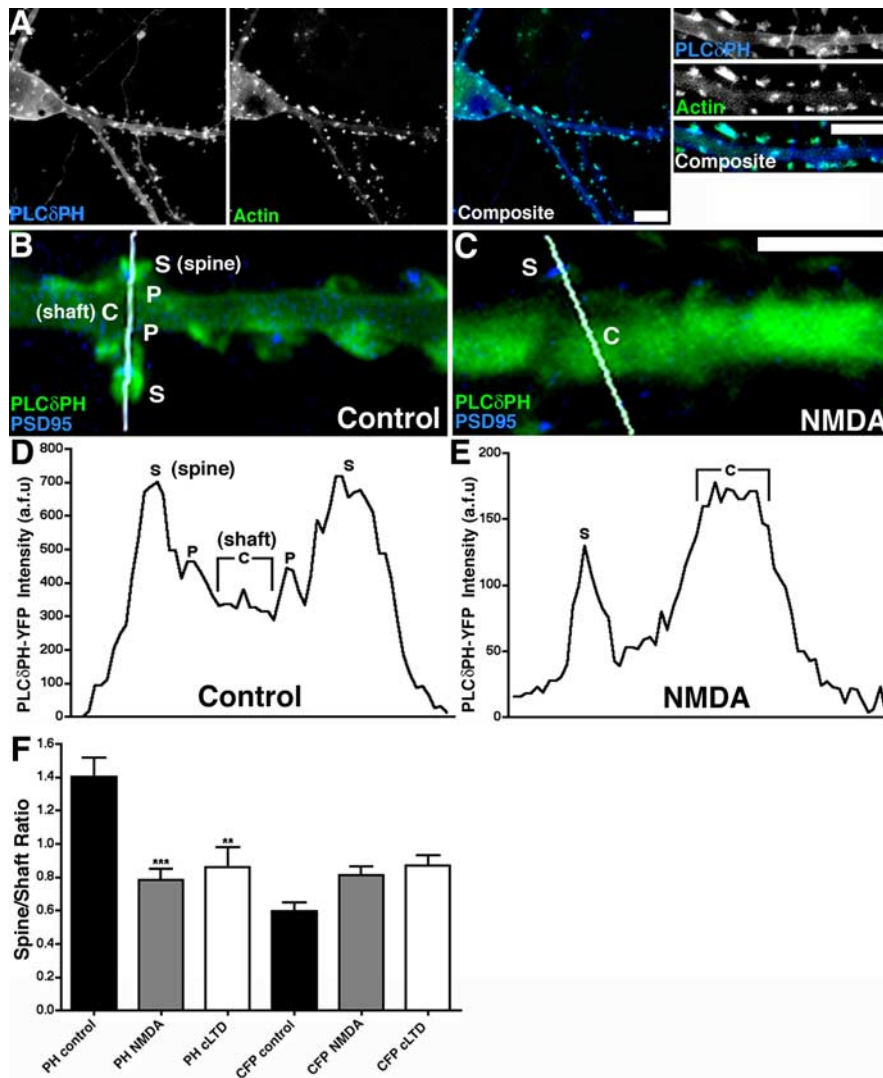 A
PLCδPH
Actin
Composite
PLCδPH
Actin
Composite
B
S (spine)
P
(shaft) C
P
S
PLCδPH
PSD95
Control
C
S
C
PLCδPH
PSD95
NMDA
D
PLCδPH-YFP Intensity (a.f.u)
800
700
600
500
400
300
200
100
0
S (spine)
P
(shaft)
C
P
S
Control
E
PLCδPH-YFP Intensity (a.f.u)
200
150
100
50
0
S
C
NMDA
F
Spine/Shaft Ratio
1.6
1.4
1.2
1.0
0.8
0.6
0.4
0.2
0.0
***
**
PH control
PH NMDA
PH cLTD
CFP control
CFP NMDA
CFP cLTD